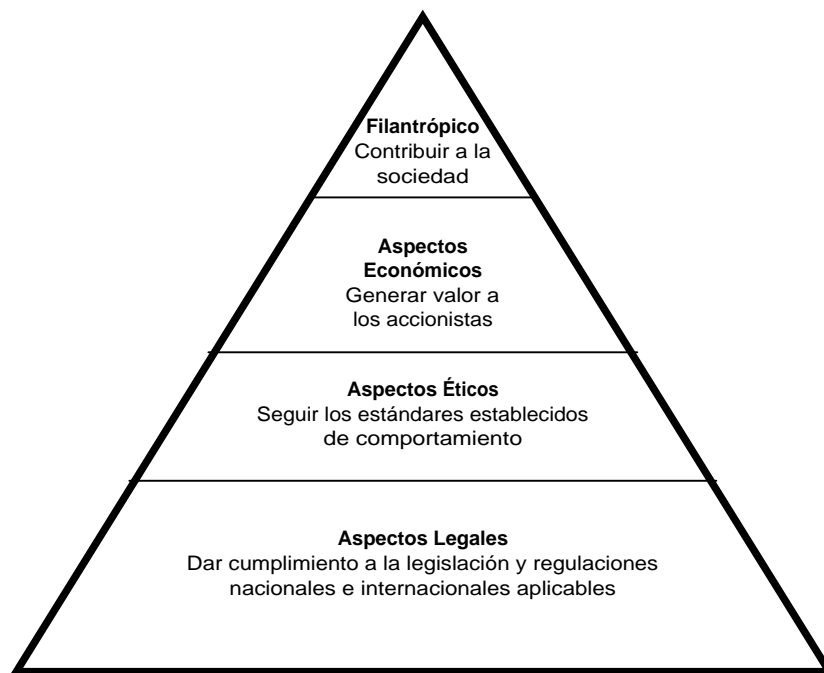 Filantrópico
Contribuir a la
sociedad
Aspectos
Económicos
Generar valor a
los accionistas
Aspectos Éticos
Seguir los estándares establecidos
de comportamiento
Aspectos Legales
Dar cumplimiento a la legislación y regulaciones
nacionales e internacionales aplicables